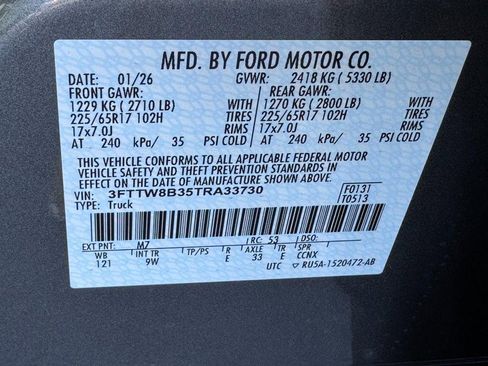 MFD. BY FORD MOTOR CO.
DATE: 01/26 GVWR: 2418 KG ( 5330 LB)
FRONT GAWR: REAR GAWR:
1229 KG ( 2710 LB) WITH 1270 KG ( 2800 LB) WITH
225/65R17 102H TIRES 225/65R17 102H TIRES
17x7.0J RIMS 17x7.0J RIMS
AT 240 kPa/ 35 PSI COLD AT 240 kPa/ 35 PSI COLD
THIS VEHICLE CONFORMS TO ALL APPLICABLE FEDERAL MOTOR
VEHICLE SAFETY AND THEFT PREVENTION STANDARDS IN EFFECT ON THE DATE OF
MANUFACTURE SHOWN ABOVE.
VIN: 3FTTW8B35TRA33730 F0131
TYPE: Truck T0513
EXT PNT: M7 RC: 53 DSO:
WB INT TR TP/PS R AXLE TR SPR
121 9W E 33 E CCNX
UTC RU5A-1520472-AB